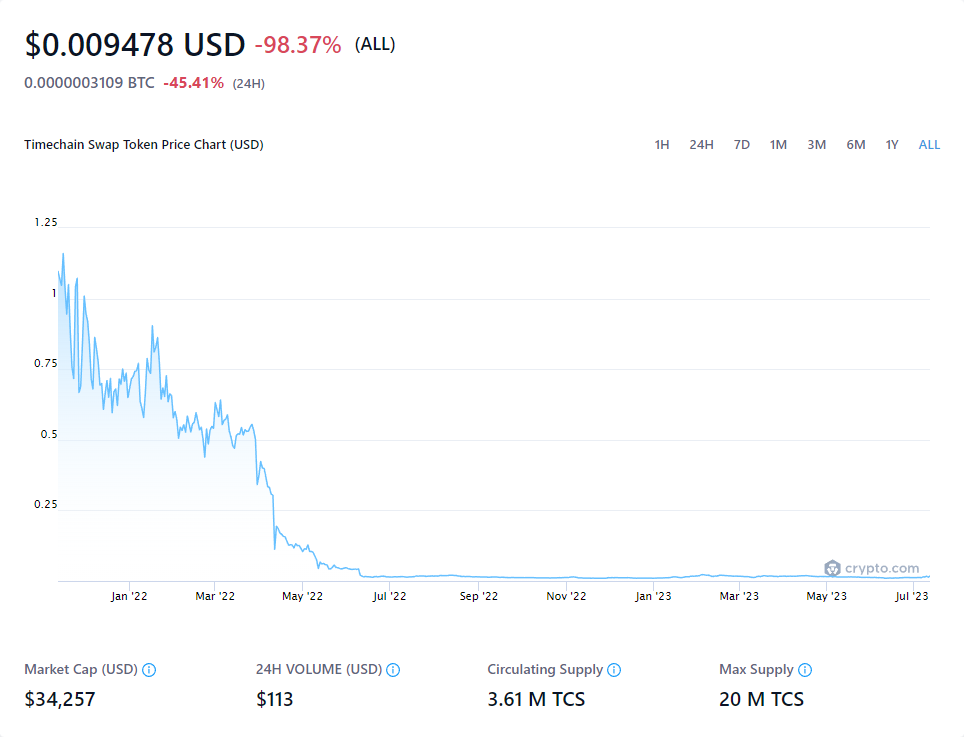 $0.009478 USD -98.37% (ALL)
0.0000003109 BTC -45.41% (24H)
Timechain Swap Token Price Chart (USD) 1H 24H 7D 1M 3M 6M 1Y ALL
1.25
1
0.75
0.5
0.25
crypto.com
Jan '22 Mar '22 May '22 Jul '22 Sep '22 Nov '22 Jan '23 Mar '23 May '23 Jul '23
Market Cap (USD) 24H VOLUME (USD) Circulating Supply Max Supply
$34,257 $113 3.61 M TCS 20 M TCS